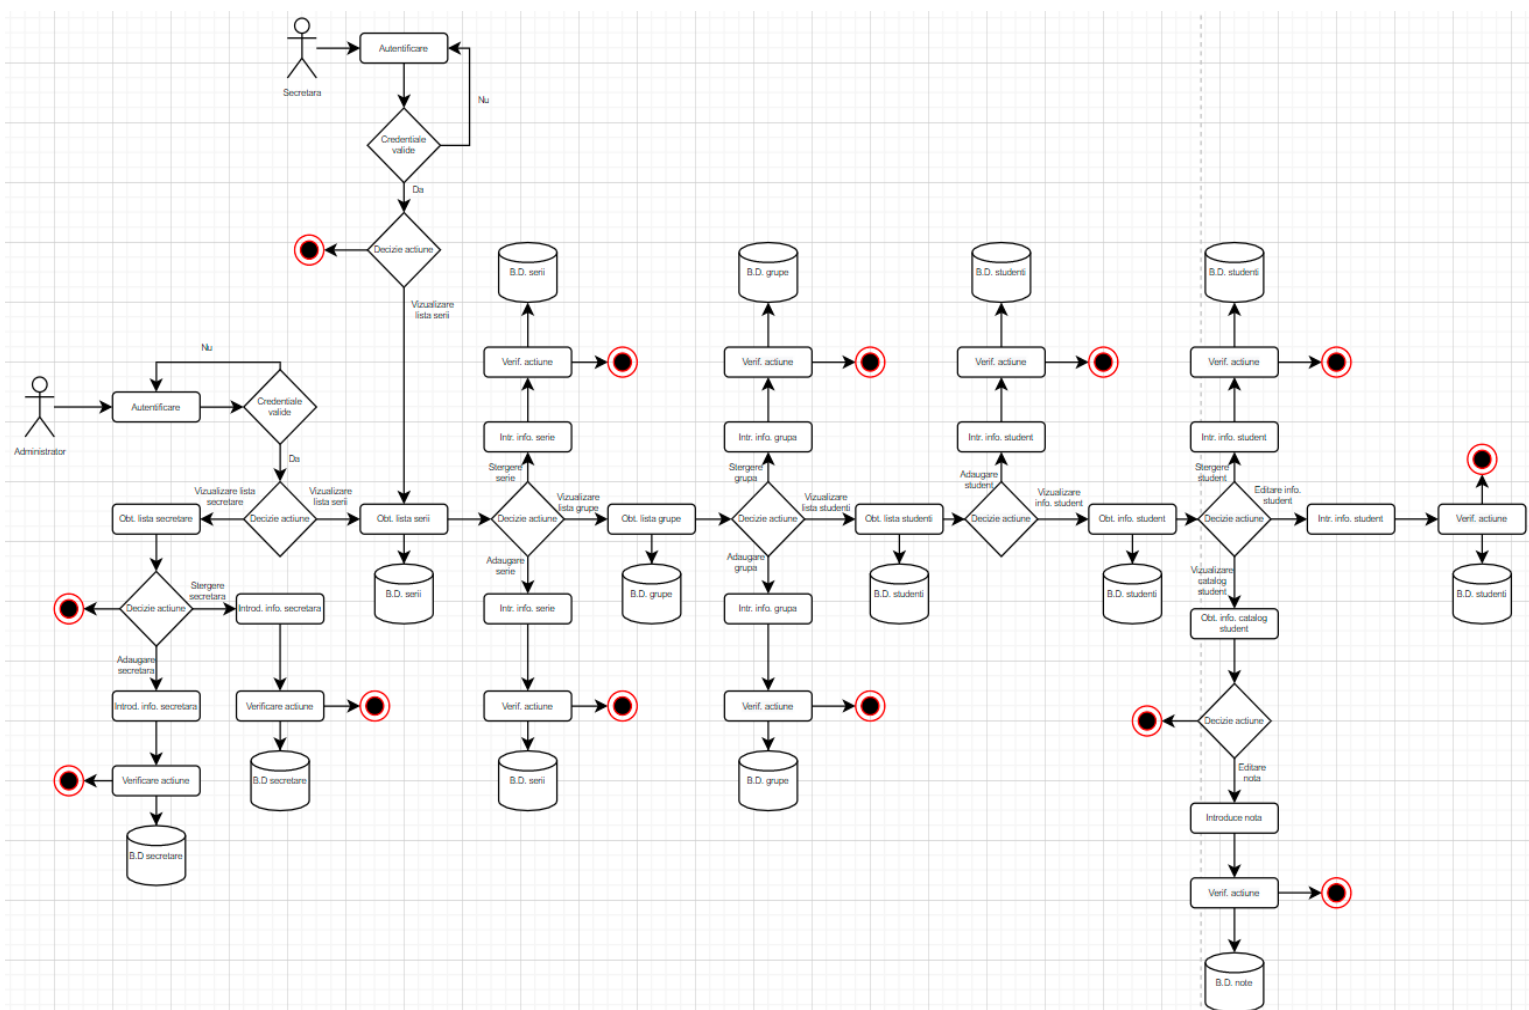 Autentificare
Secretara
Nu
Credentiale
valide
Da
Decizie actiune
Vizualizare
lista serii
B.D. serii
B.D. grupe
B.D. studenti
B.D. studenti
Nu
Verif. actiune
Verif. actiune
Verif. actiune
Verif. actiune
Administrator
Autentificare
Credentiale
valide
Da
Intr. info. serie
Intr. info. grupa
Intr. info. student
Intr. info. student
Stergere
serie
Stergere
grupa
Adaugare
student
Stergere
student
Vizualizare lista
secretare
Vizualizare
lista serii
Vizualizare
lista grupe
Vizualizare
lista studenti
Vizualizare
info. student
Editare info.
student
Obt. lista secretare
Decizie actiune
Obt. lista serii
Decizie actiune
Obt. lista grupe
Decizie actiune
Obt. lista studenti
Decizie actiune
Obt. info. student
Decizie actiune
Intr. info. student
Verif. actiune
Adaugare
serie
Adaugare
grupa
Vizualizare
catalog
student
B.D. serii
B.D. grupe
B.D. studenti
B.D. studenti
B.D. studenti
Decizie actiune
Stergere
secretara
Introd. info. secretara
Intr. info. serie
Intr. info. grupa
Obt. info. catalog
student
Adaugare
secretara
Introd. info. secretara
Verificare actiune
Verif. actiune
Verif. actiune
Decizie actiune
Verificare actiune
B.D secretare
B.D. serii
B.D. grupe
Editare
nota
Introduce nota
B.D secretare
Verif. actiune
B.D. note